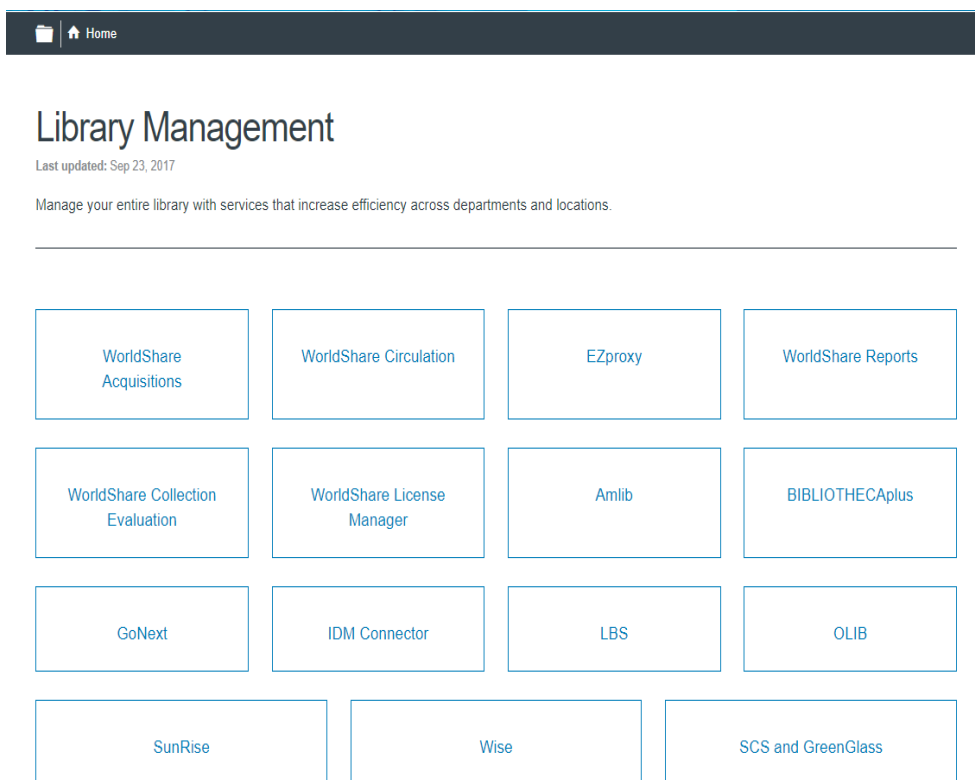 Home
Library Management
Last updated: Sep 23, 2017
Manage your entire library with services that increase efficiency across departments and locations.
WorldShare
Acquisitions
WorldShare Circulation
EZproxy
WorldShare Reports
WorldShare Collection
Evaluation
WorldShare License
Manager
Amlib
BIBLIOTHECAplus
GoNext
IDM Connector
LBS
OLIB
SunRise
Wise
SCS and GreenGlass